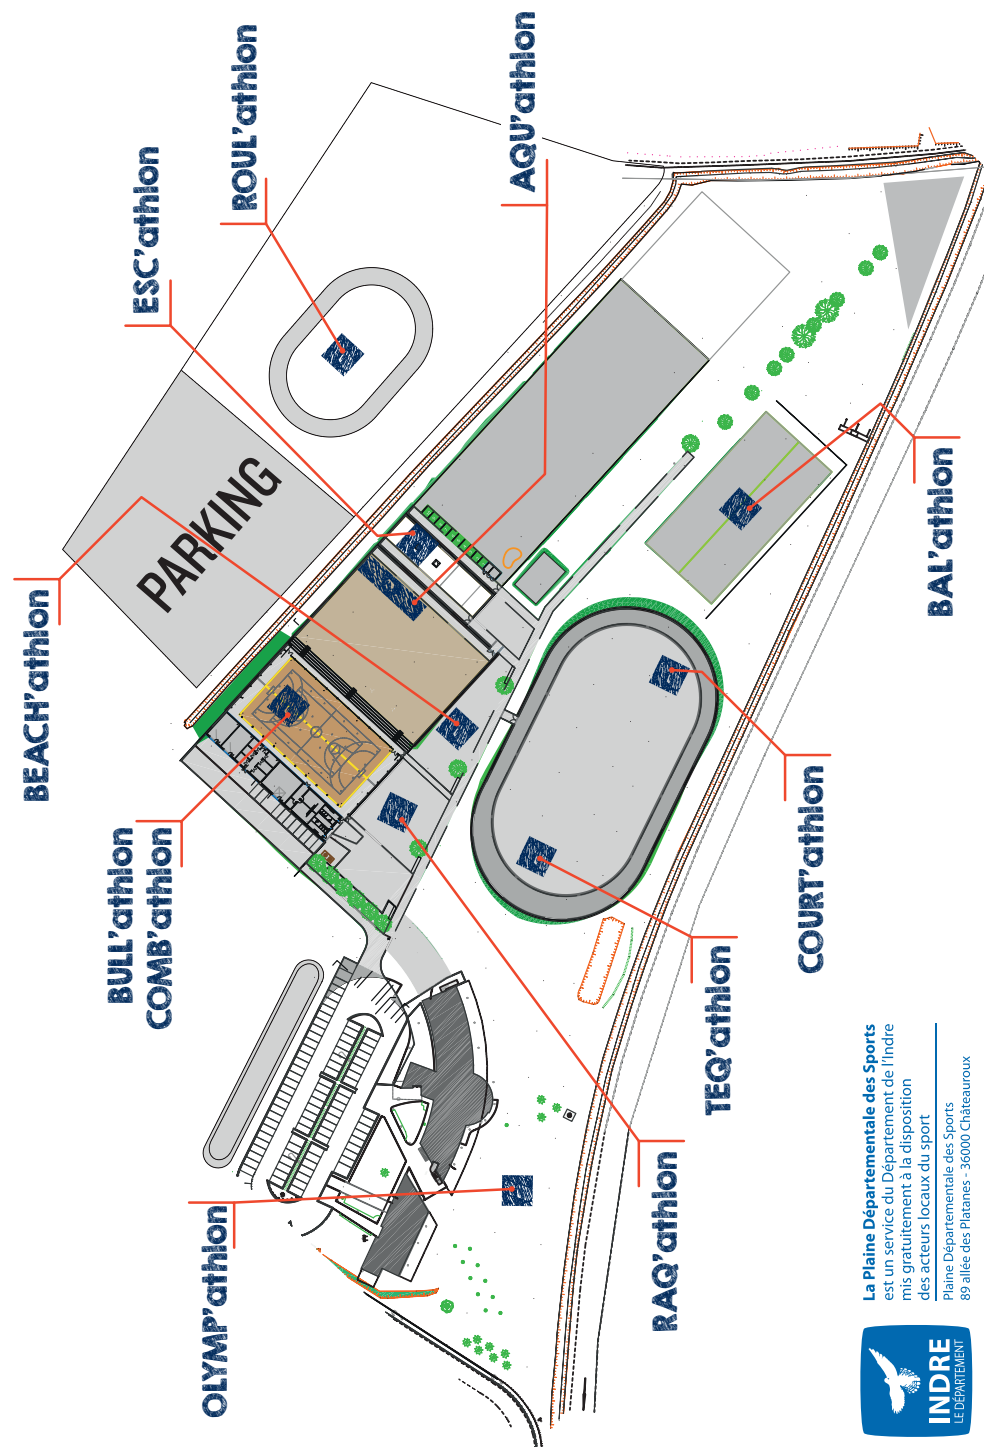 BEACH'athlon
BULL'athlon
COMB'athlon
ESC'athlon
OLYMP'athlon
ROUL'athlon
PARKING
AQU'athlon
RAQ'athlon
TEQ'athlon
COURT'athlon
BAL'athlon
La Plaine Départementale des Sports
est un service du Département de l'Indre
mis gratuitement à la disposition
des acteurs locaux du sport
Plaine Départementale des Sports
89 allée des Platanes - 36000 Châteauroux
INDRE
LE DÉPARTEMENT